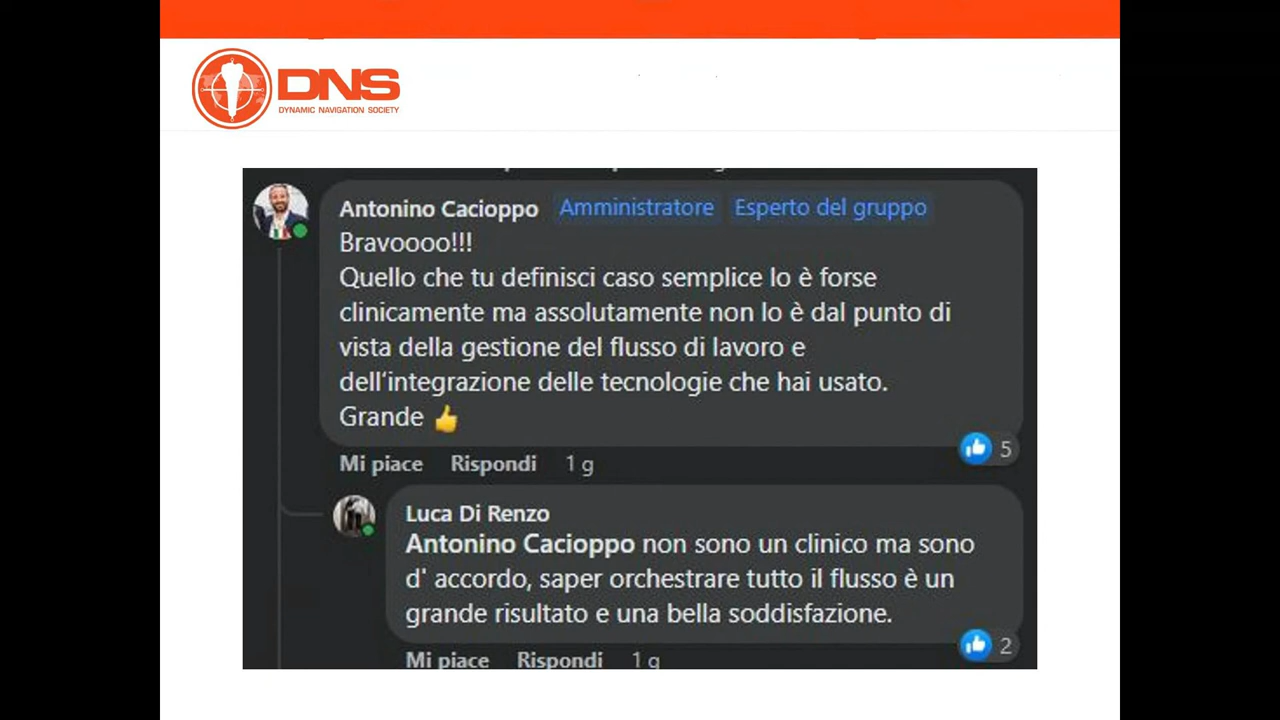 DNS
DYNAMIC NAVIGATION SOCIETY
Antonino Cacioppo Amministratore Esperto del gruppo
Bravoooo!!!
Quello che tu definisci caso semplice lo è forse
clinicamente ma assolutamente non lo è dal punto di
vista della gestione del flusso di lavoro e
dell'integrazione delle tecnologie che hai usato.
Grande 👍
5
Mi piace Rispondi 1 g
Luca Di Renzo
Antonino Cacioppo non sono un clinico ma sono
d' accordo, saper orchestrare tutto il flusso è un
grande risultato e una bella soddisfazione.
2
Mi piace Rispondi 1 g